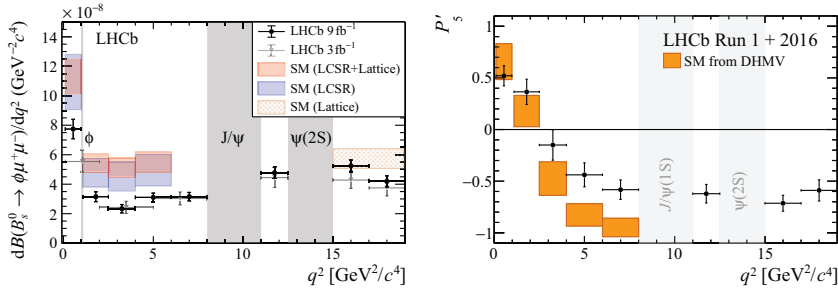 ×10⁻⁸
dB(B⁰ₛ → ϕμ⁺μ⁻)/dq² (GeV⁻²c⁴)
14
12
10
8
6
4
2
0
LHCb
LHCb 9 fb⁻¹
LHCb 3 fb⁻¹
SM (LCSR+Lattice)
SM (LCSR)
SM (Lattice)
ϕ
J/ψ
ψ(2S)
0 5 10 15
q² [GeV²/c⁴]
P′₅
1
0.5
0
−0.5
−1
LHCb Run 1 + 2016
SM from DHMV
J/ψ(1S)
ψ(2S)
0 5 10 15
q² [GeV²/c⁴]